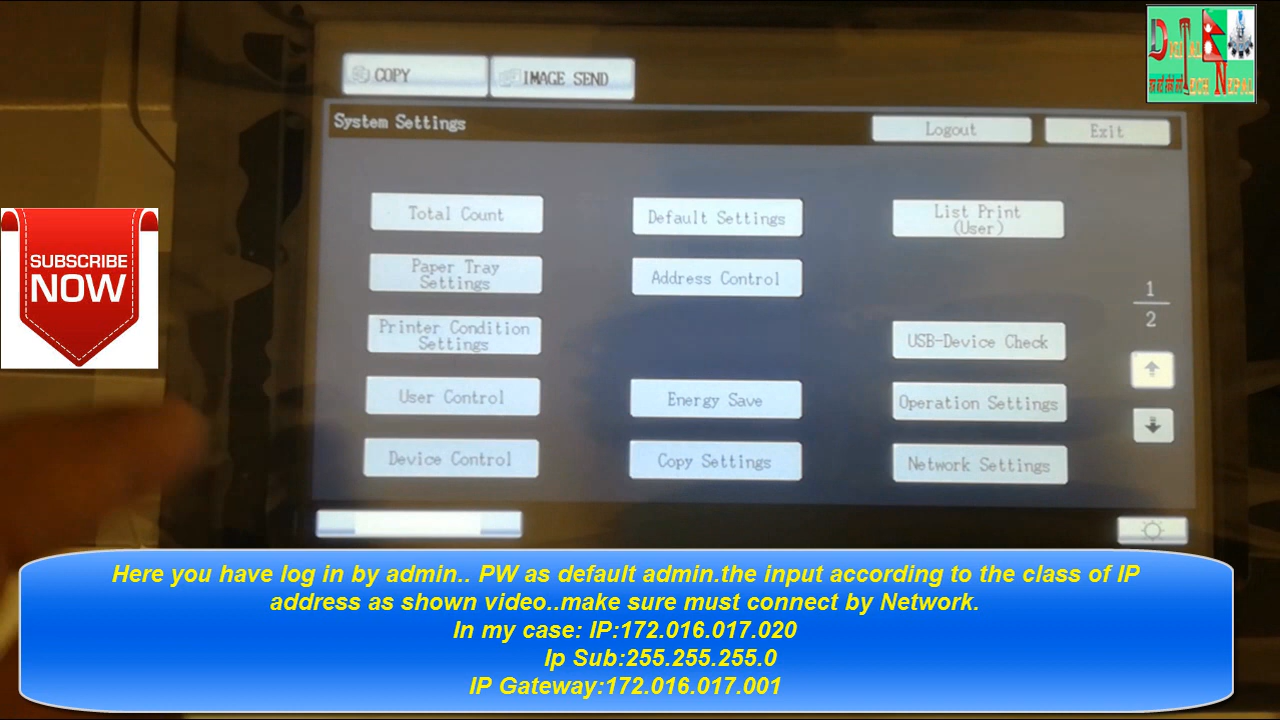 COPY
IMAGE SEND
System Settings
Logout
Exit
Total Count
Default Settings
List Print
(User)
Paper Tray
Settings
Address Control
Printer Condition
Settings
USB-Device Check
1
2
User Control
Energy Save
Operation Settings
Device Control
Copy Settings
Network Settings
SUBSCRIBE
NOW
Here you have log in by admin.. PW as default admin.the input according to the class of IP
address as shown video..make sure must connect by Network.
In my case: IP:172.016.017.020
Ip Sub:255.255.255.0
IP Gateway:172.016.017.001